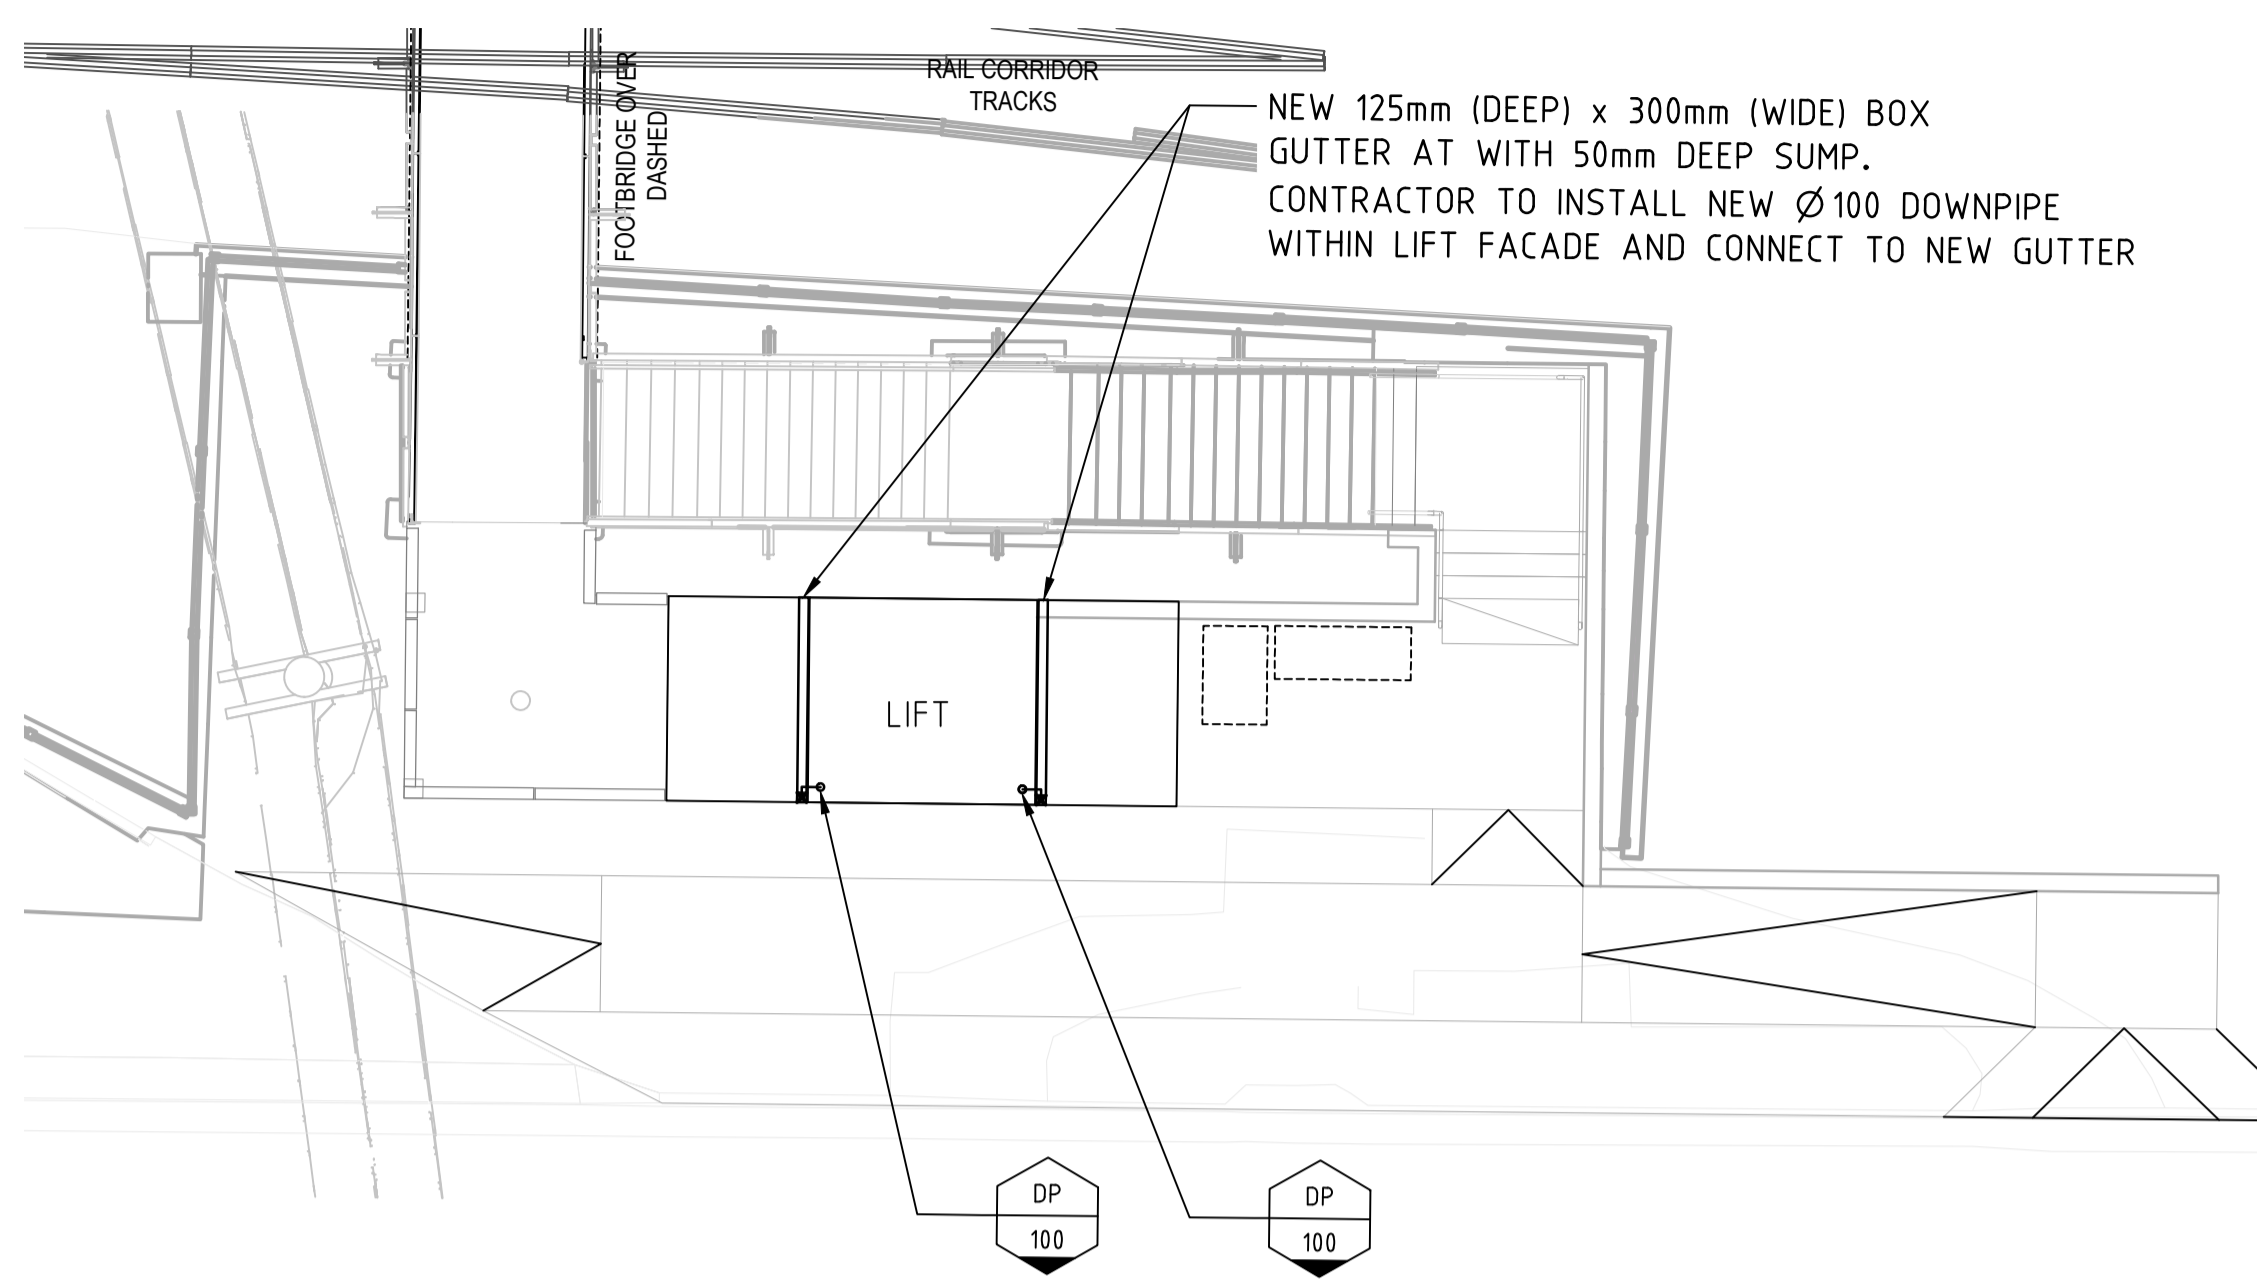 RAIL CORRIDOR
TRACKS
FOOTBRIDGE OVER
DASHED
NEW 125mm (DEEP) x 300mm (WIDE) BOX
GUTTER AT WITH 50mm DEEP SUMP.
CONTRACTOR TO INSTALL NEW Ø100 DOWNPIPE
WITHIN LIFT FACADE AND CONNECT TO NEW GUTTER
LIFT
DP
100
DP
100